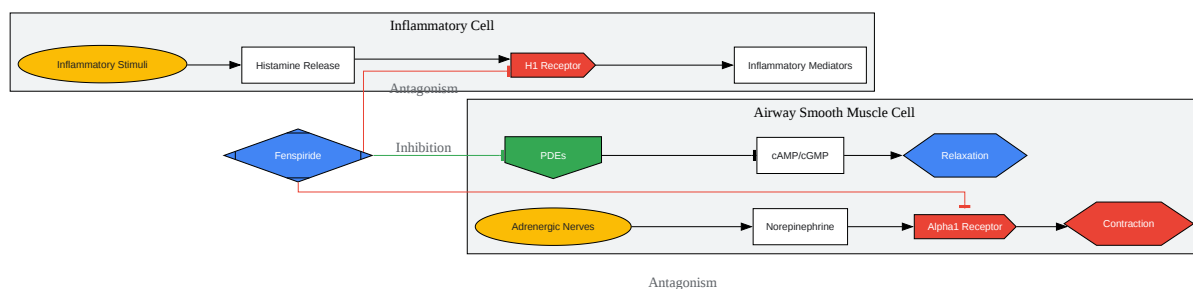 Inflammatory Cell
Inflammatory Stimuli
Histamine Release
H1 Receptor
Inflammatory Mediators
Antagonism
Airway Smooth Muscle Cell
Fenspiride
Inhibition
PDEs
cAMP/cGMP
Relaxation
Adrenergic Nerves
Norepinephrine
Alpha1 Receptor
Contraction
Antagonism